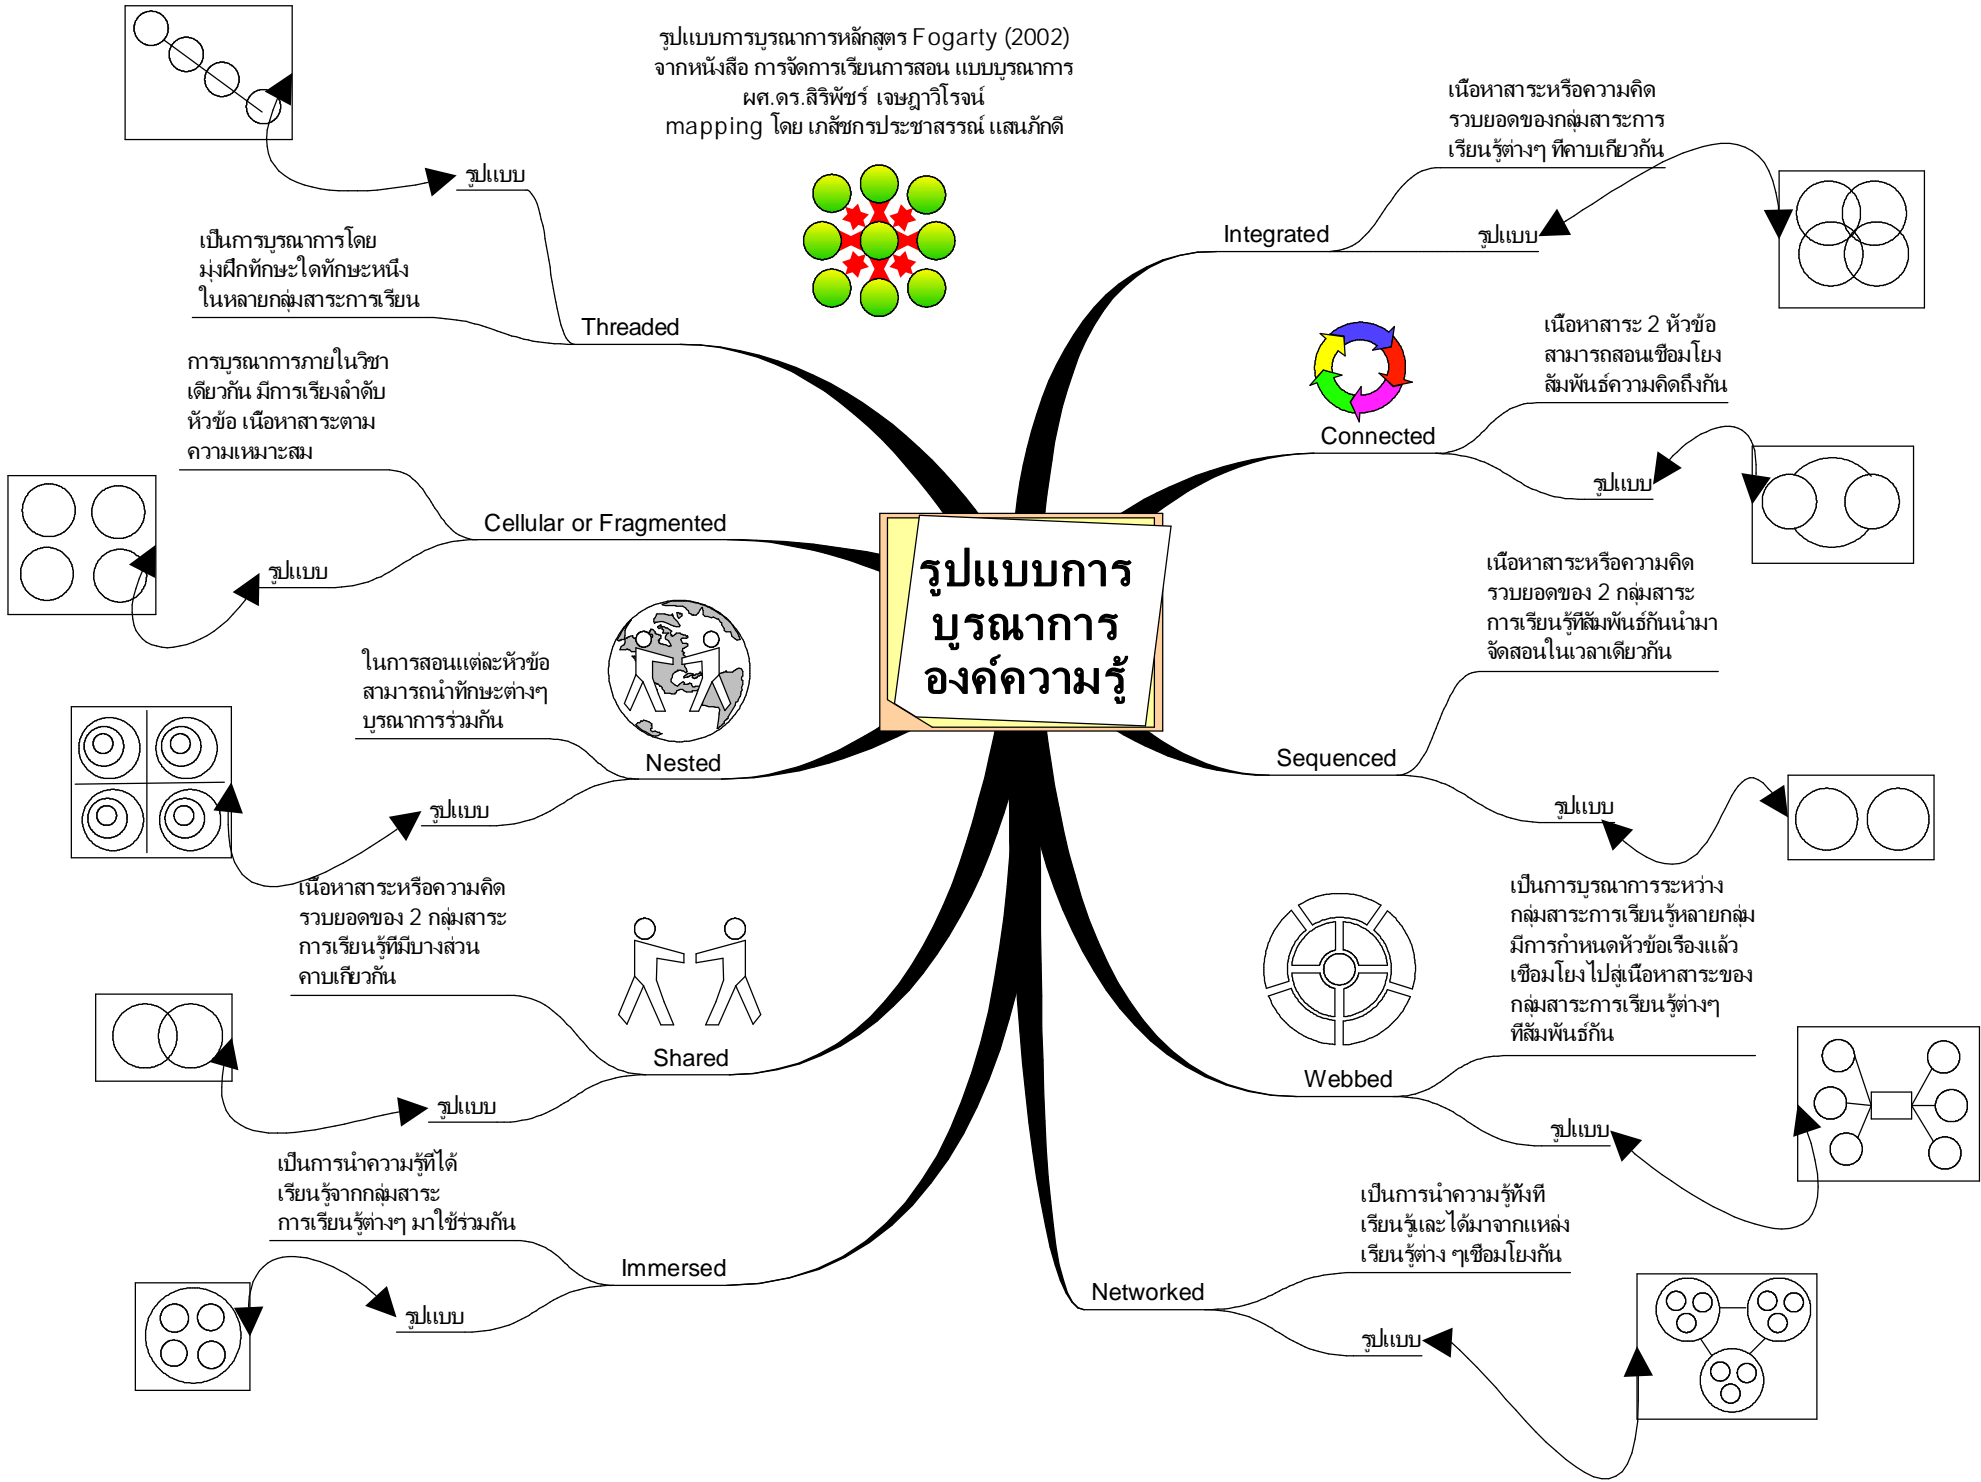 รูปแบบการบูรณาการหลักสูตร Fogarty (2002)
จากหนังสือ การจัดการเรียนการสอน แบบบูรณาการ
ผศ.ดร.สิริพัชร์ เจษฎาวิโรจน์
mapping โดย เภสัชกรประชาสรรณ์ แสนภักดี
รูปแบบการ
บูรณาการ
องค์ความรู้
Integrated
เนื้อหาสาระหรือความคิด
รวบยอดของกลุ่มสาระการ
เรียนรู้ต่างๆ ที่คาบเกี่ยวกัน
รูปแบบ
Connected
เนื้อหาสาระ 2 หัวข้อ
สามารถสอนเชื่อมโยง
สัมพันธ์ความคิดถึงกัน
รูปแบบ
Sequenced
เนื้อหาสาระหรือความคิด
รวบยอดของ 2 กลุ่มสาระ
การเรียนรู้ที่สัมพันธ์กันนำมา
จัดสอนในเวลาเดียวกัน
รูปแบบ
Webbed
เป็นการบูรณาการระหว่าง
กลุ่มสาระการเรียนรู้หลายกลุ่ม
มีการกำหนดหัวข้อเรื่องแล้ว
เชื่อมโยงไปสู่เนื้อหาสาระของ
กลุ่มสาระการเรียนรู้ต่างๆ
ที่สัมพันธ์กัน
รูปแบบ
Networked
เป็นการนำความรู้ทั้งที่
เรียนรู้และได้มาจากแหล่ง
เรียนรู้ต่าง ๆเชื่อมโยงกัน
รูปแบบ
Threaded
รูปแบบ
เป็นการบูรณาการโดย
มุ่งฝึกทักษะใดทักษะหนึ่ง
ในหลายกลุ่มสาระการเรียน
Cellular or Fragmented
การบูรณาการภายในวิชา
เดียวกัน มีการเรียงลำดับ
หัวข้อ เนื้อหาสาระตาม
ความเหมาะสม
รูปแบบ
Nested
ในการสอนแต่ละหัวข้อ
สามารถนำทักษะต่างๆ
บูรณาการร่วมกัน
รูปแบบ
Shared
เนื้อหาสาระหรือความคิด
รวบยอดของ 2 กลุ่มสาระ
การเรียนรู้ที่มีบางส่วน
คาบเกี่ยวกัน
รูปแบบ
Immersed
เป็นการนำความรู้ที่ได้
เรียนรู้จากกลุ่มสาระ
การเรียนรู้ต่างๆ มาใช้ร่วมกัน
รูปแบบ